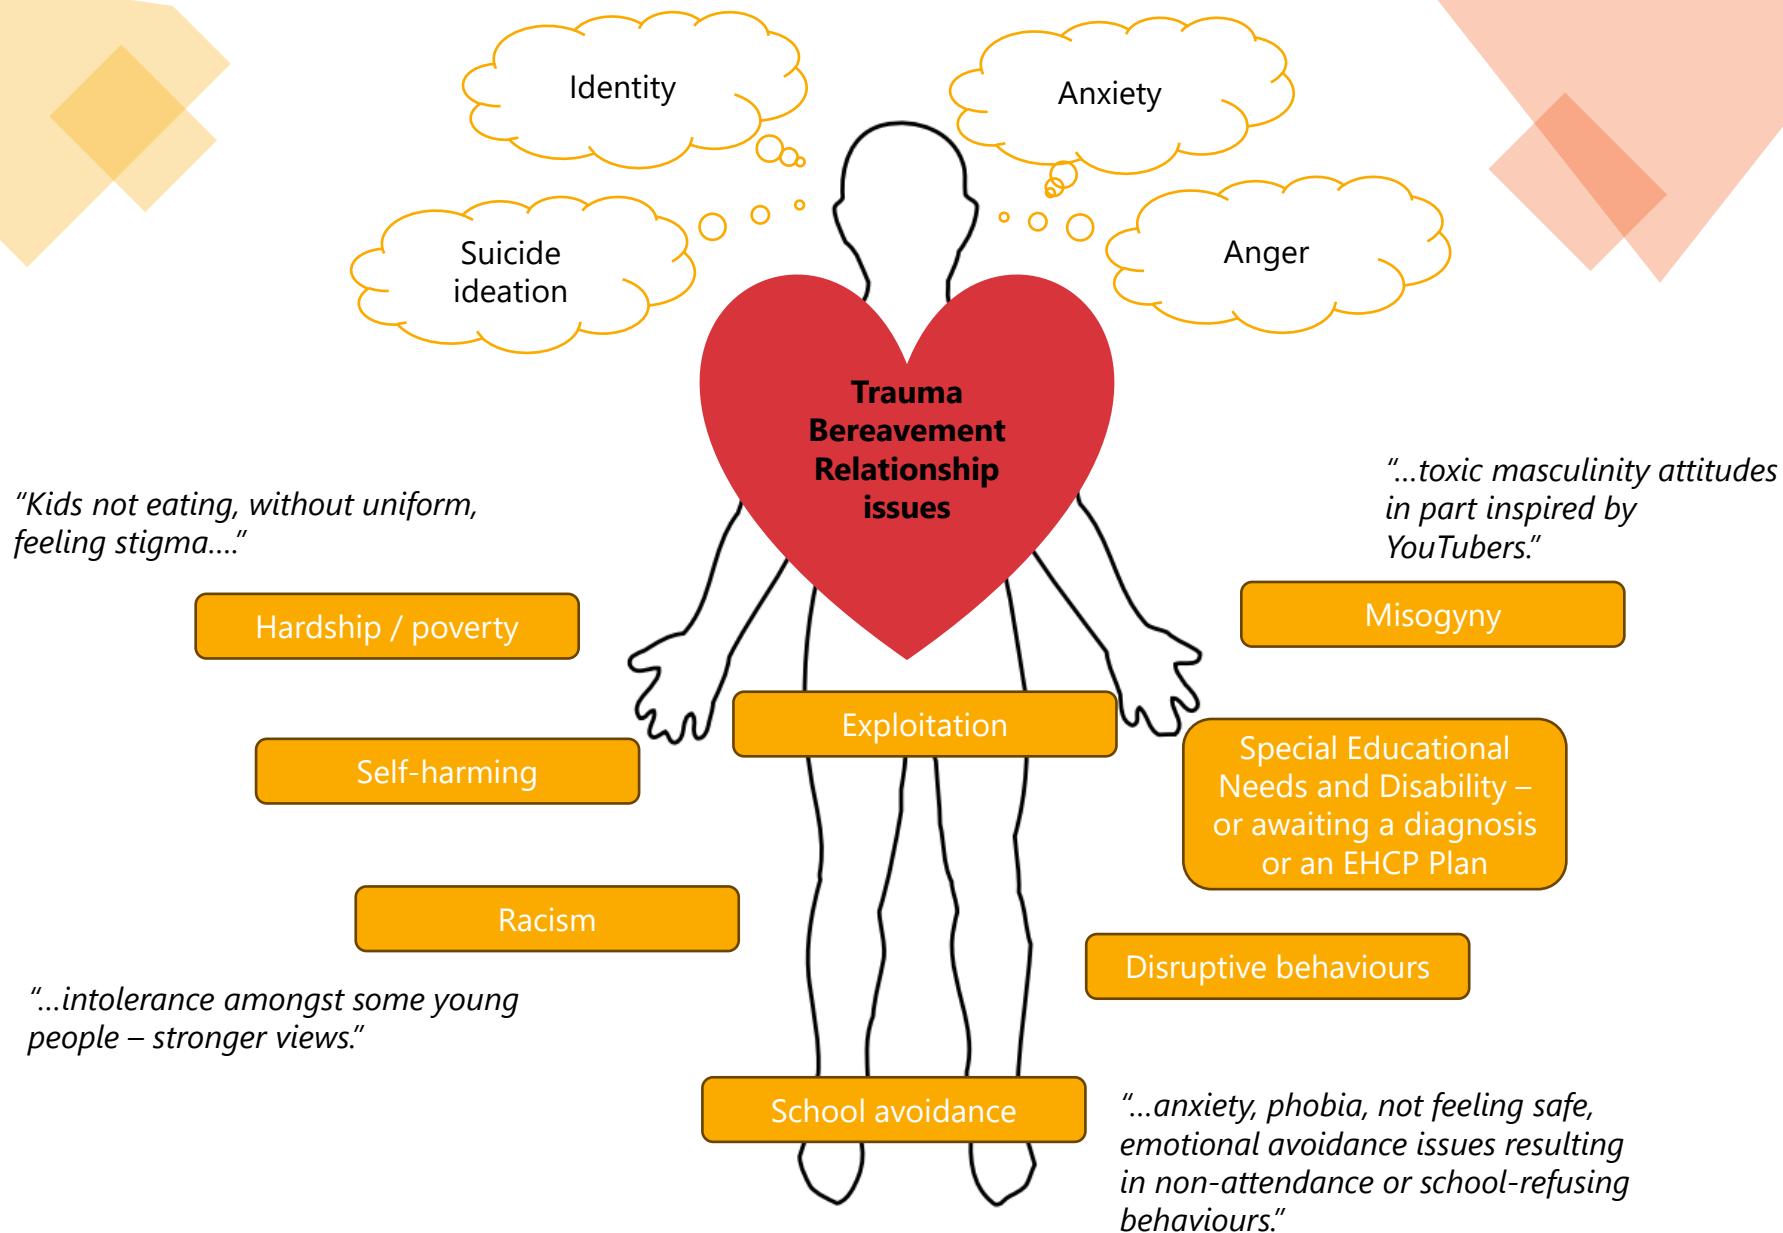 Identity
Anxiety
Suicide
ideation
Anger
Trauma
Bereavement
Relationship
issues
“Kids not eating, without uniform,
feeling stigma....”
“...toxic masculinity attitudes
in part inspired by
YouTubers.”
Hardship / poverty
Misogyny
Exploitation
Self-harming
Special Educational
Needs and Disability –
or awaiting a diagnosis
or an EHCP Plan
Racism
Disruptive behaviours
“...intolerance amongst some young
people – stronger views.”
School avoidance
“...anxiety, phobia, not feeling safe,
emotional avoidance issues resulting
in non-attendance or school-refusing
behaviours.”